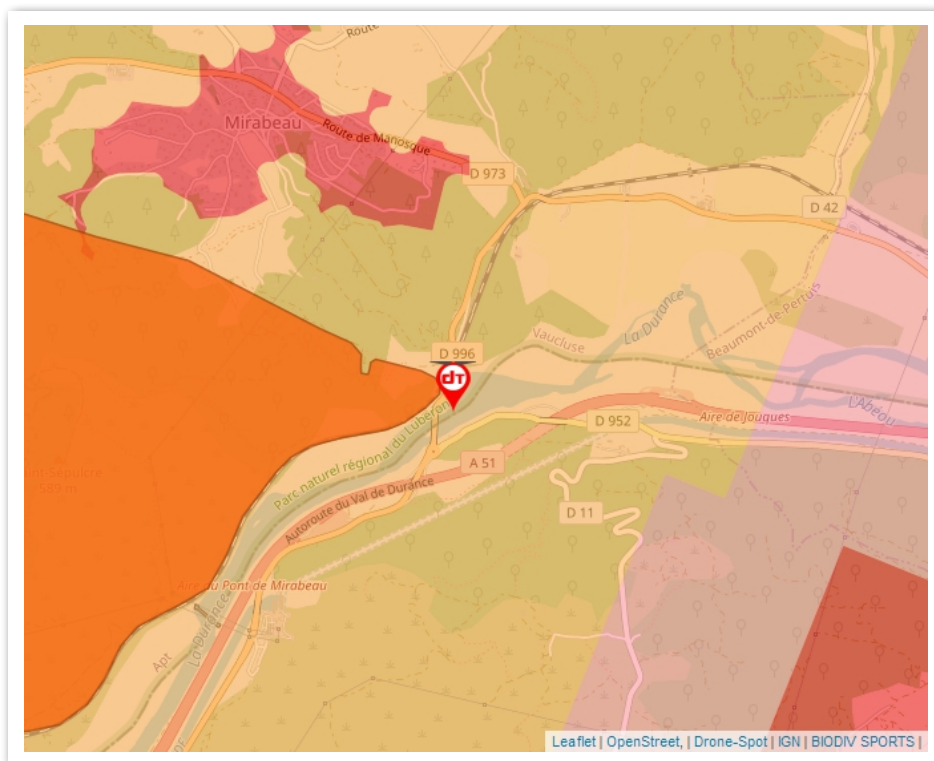 Route
Mirabeau
Route de Manosque
D 973
D 42
La Durance
Beaumont-de-Pertuis
Vaucluse
D 996
dT
Parc naturel régional du Luberon
D 952
Aire de Jouques
L'Abéou
A 51
Autoroute du Val de Durance
589 m
D 11
Aire du Pont de Mirabeau
La Durance
Apt
Leaflet | OpenStreet, | Drone-Spot | IGN | BIODIV SPORTS |